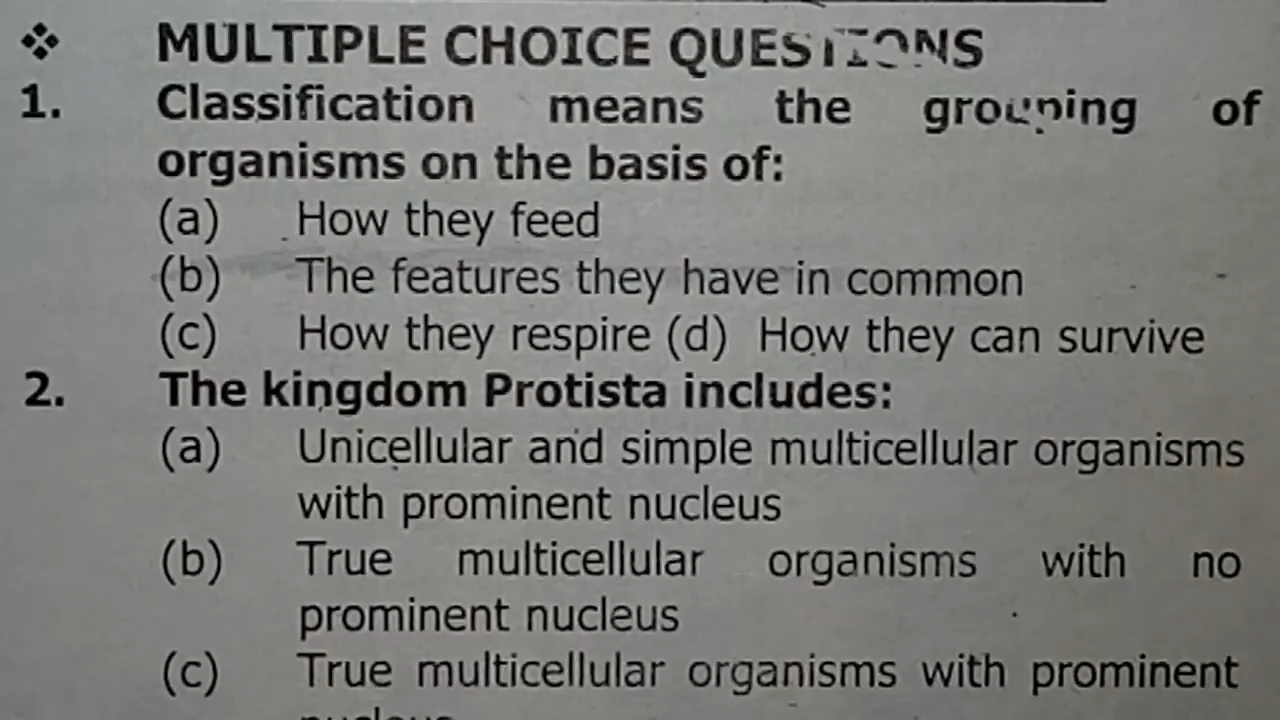 ❖ MULTIPLE CHOICE QUESTIONS
1. Classification means the grouping of
organisms on the basis of:
(a) How they feed
(b) The features they have in common
(c) How they respire (d) How they can survive
2. The kingdom Protista includes:
(a) Unicellular and simple multicellular organisms
with prominent nucleus
(b) True multicellular organisms with no
prominent nucleus
(c) True multicellular organisms with prominent
nucleus